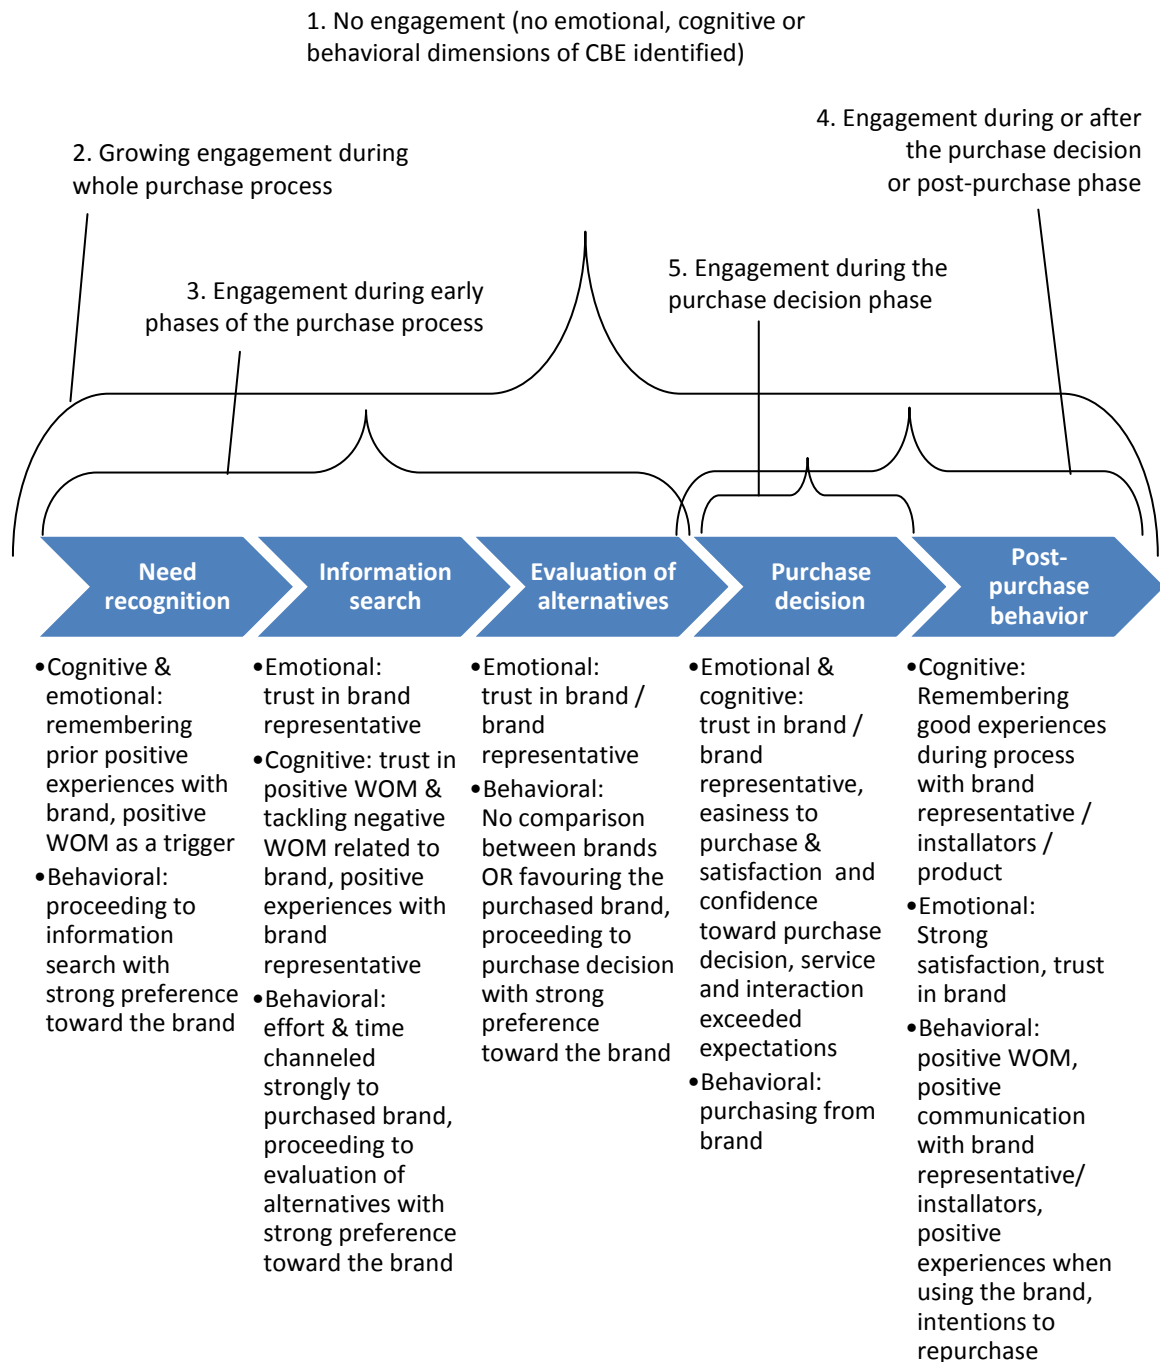 1. No engagement (no emotional, cognitive or
behavioral dimensions of CBE identified)
4. Engagement during or after
the purchase decision
or post-purchase phase
2. Growing engagement during
whole purchase process
5. Engagement during the
purchase decision phase
3. Engagement during early
phases of the purchase process
Need
recognition
Information
search
Evaluation of
alternatives
Purchase
decision
Post-
purchase
behavior
•Cognitive &
emotional:
remembering
prior positive
experiences with
brand, positive
WOM as a trigger
•Behavioral:
proceeding to
information
search with
strong preference
toward the brand
•Emotional:
trust in brand
representative
•Cognitive: trust in
positive WOM &
tackling negative
WOM related to
brand, positive
experiences with
brand
representative
•Behavioral:
effort & time
channeled
strongly to
purchased brand,
proceeding to
evaluation of
alternatives with
strong preference
toward the brand
•Emotional:
trust in brand /
brand
representative
•Behavioral:
No comparison
between brands
OR favouring the
purchased brand,
proceeding to
purchase decision
with strong
preference
toward the brand
•Emotional &
cognitive:
trust in brand /
brand
representative,
easiness to
purchase &
satisfaction and
confidence
toward purchase
decision, service
and interaction
exceeded
expectations
•Behavioral:
purchasing from
brand
•Cognitive:
Remembering
good experiences
during process
with brand
representative /
installators /
product
•Emotional:
Strong
satisfaction, trust
in brand
•Behavioral:
positive WOM,
positive
communication
with brand
representative/
installators,
positive
experiences when
using the brand,
intentions to
repurchase